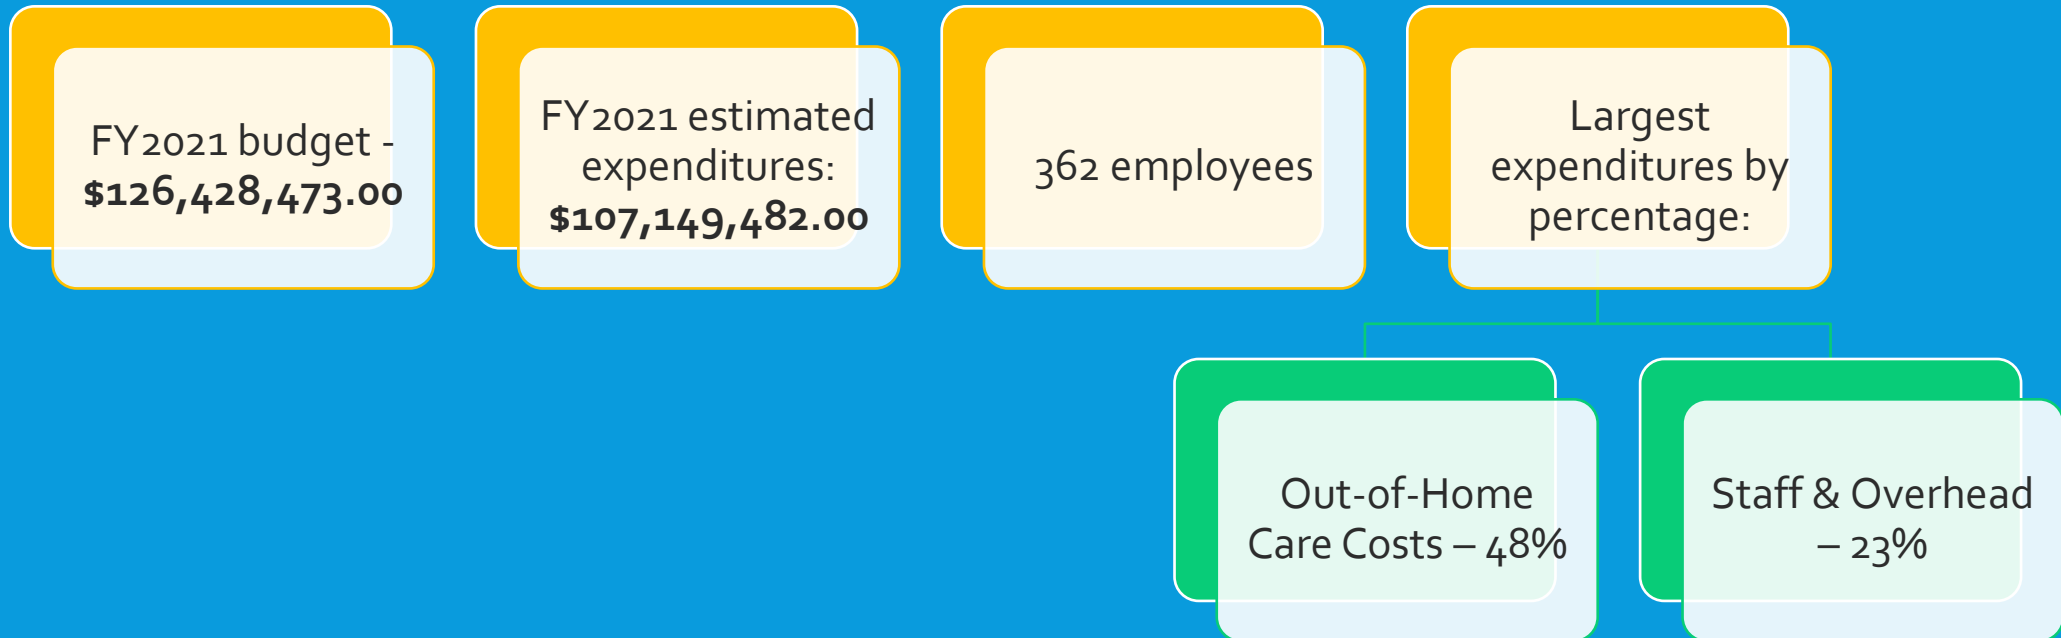 FY2021 budget -
$126,428,473.00
FY2021 estimated
expenditures:
$107,149,482.00
362 employees
Largest
expenditures by
percentage:
Out-of-Home
Care Costs – 48%
Staff & Overhead
– 23%